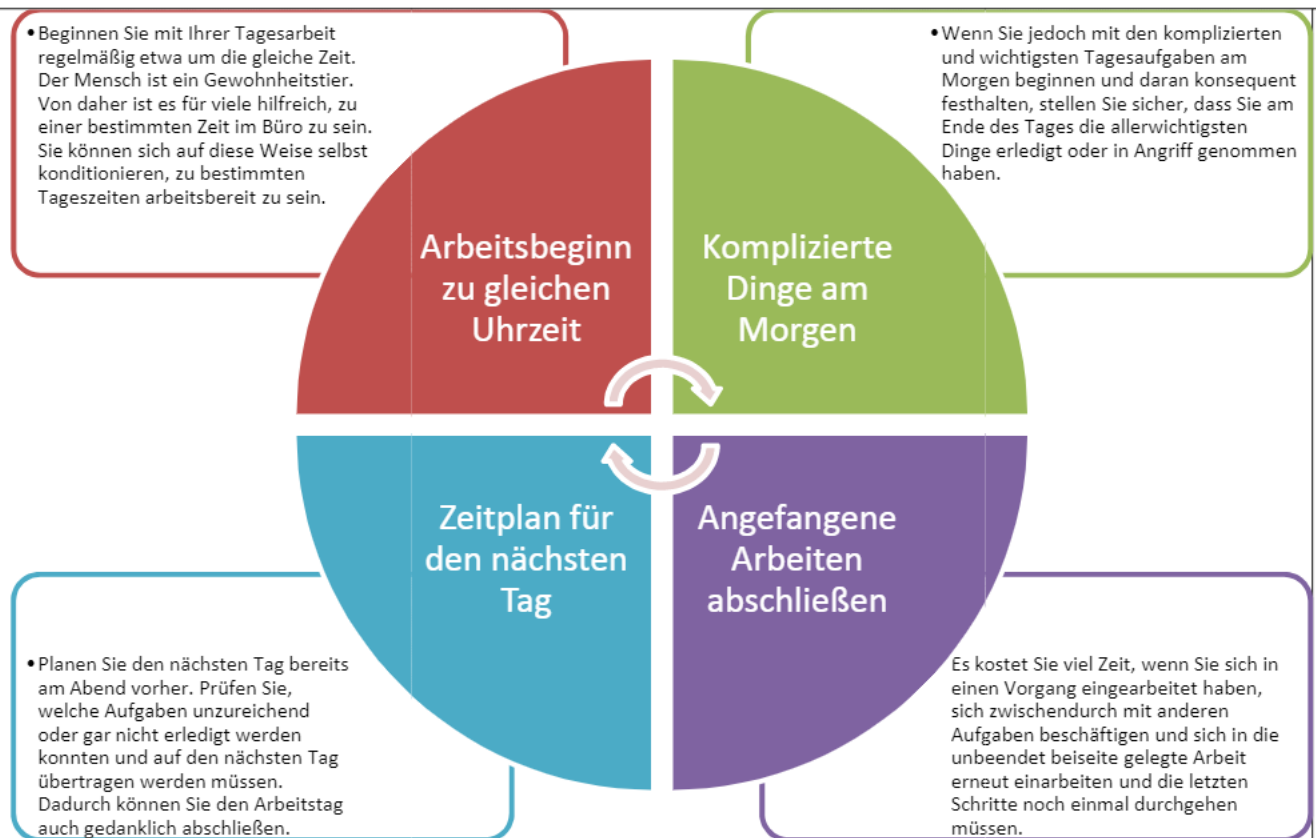 •Beginnen Sie mit Ihrer Tagesarbeit
regelmäßig etwa um die gleiche Zeit.
Der Mensch ist ein Gewohnheitstier.
Von daher ist es für viele hilfreich, zu
einer bestimmten Zeit im Büro zu sein.
Sie können sich auf diese Weise selbst
konditionieren, zu bestimmten
Tageszeiten arbeitsbereit zu sein.
•Wenn Sie jedoch mit den komplizierten
und wichtigsten Tagesaufgaben am
Morgen beginnen und daran konsequent
festhalten, stellen Sie sicher, dass Sie am
Ende des Tages die allerwichtigsten
Dinge erledigt oder in Angriff genommen
haben.
Arbeitsbeginn
zu gleichen
Uhrzeit
Komplizierte
Dinge am
Morgen
Zeitplan für
den nächsten
Tag
Angefangene
Arbeiten
abschließen
•Planen Sie den nächsten Tag bereits
am Abend vorher. Prüfen Sie,
welche Aufgaben unzureichend
oder gar nicht erledigt werden
konnten und auf den nächsten Tag
übertragen werden müssen.
Dadurch können Sie den Arbeitstag
auch gedanklich abschließen.
Es kostet Sie viel Zeit, wenn Sie sich in
einen Vorgang eingearbeitet haben,
sich zwischendurch mit anderen
Aufgaben beschäftigen und sich in die
unbeendet beiseite gelegte Arbeit
erneut einarbeiten und die letzten
Schritte noch einmal durchgehen
müssen.